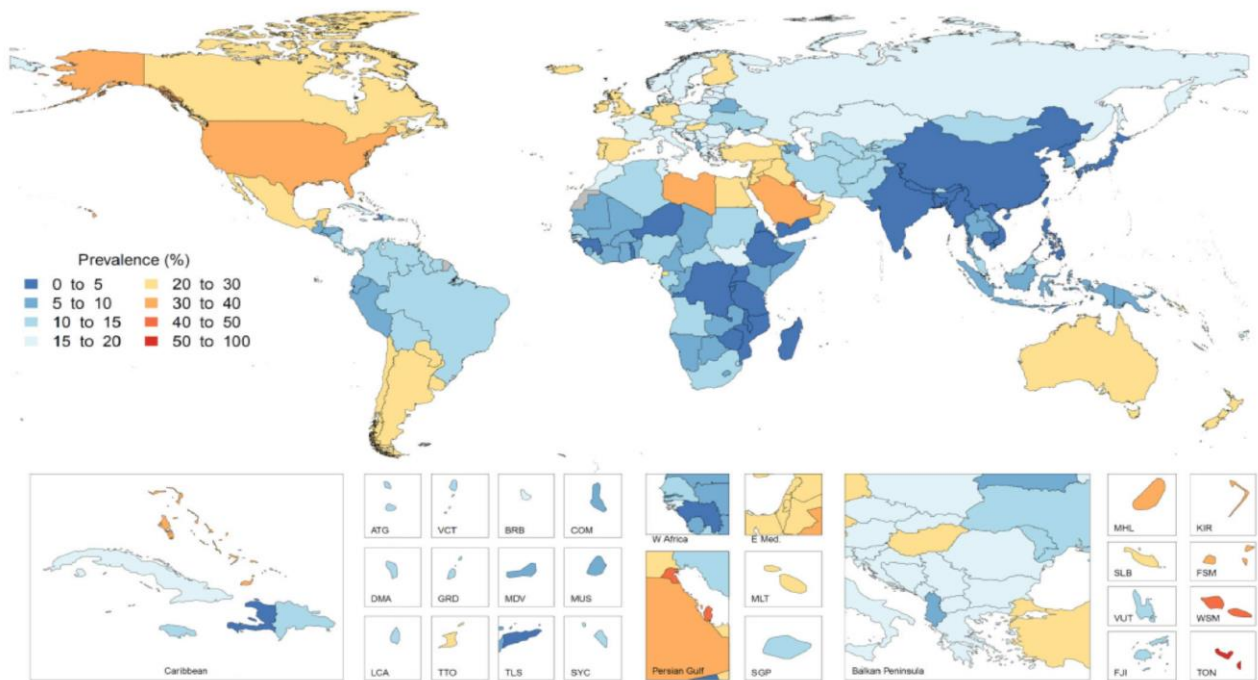 Prevalence (%)
0 to 5
5 to 10
10 to 15
15 to 20
20 to 30
30 to 40
40 to 50
50 to 100
Caribbean
ATG
VCT
BRB
COM
DMA
GRD
MDV
MUS
LCA
TTO
TLS
SYC
W Africa
E Med.
Persian Gulf
MLT
SGP
Balkan Peninsula
MHL
KIR
SLB
FSM
VUT
WSM
FJI
TON